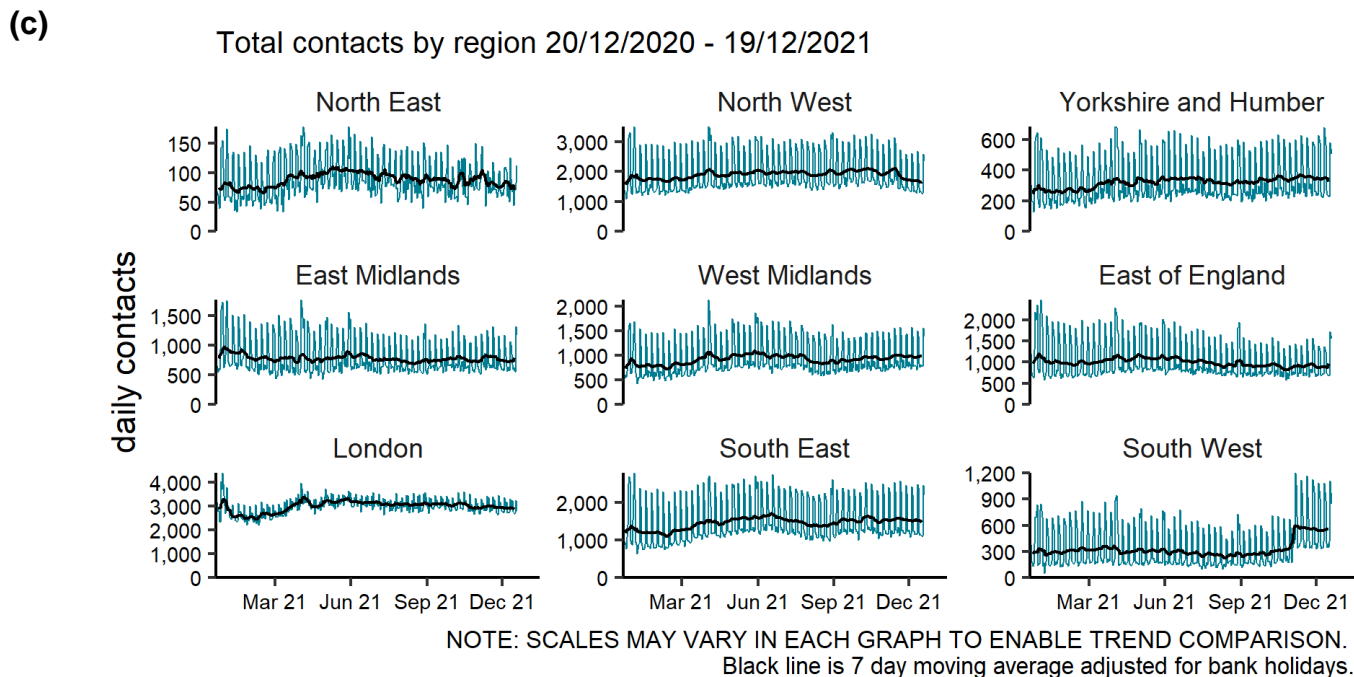 (c)
Total contacts by region 20/12/2020 - 19/12/2021
daily contacts
North East
150
100
50
0
North West
3,000
2,000
1,000
0
Yorkshire and Humber
600
400
200
0
East Midlands
1,500
1,000
500
0
West Midlands
2,000
1,500
1,000
500
0
East of England
2,000
1,500
1,000
500
0
London
4,000
3,000
2,000
1,000
0
Mar 21 Jun 21 Sep 21 Dec 21
South East
2,000
1,000
0
Mar 21 Jun 21 Sep 21 Dec 21
South West
1,200
900
600
300
0
Mar 21 Jun 21 Sep 21 Dec 21
NOTE: SCALES MAY VARY IN EACH GRAPH TO ENABLE TREND COMPARISON.
Black line is 7 day moving average adjusted for bank holidays.